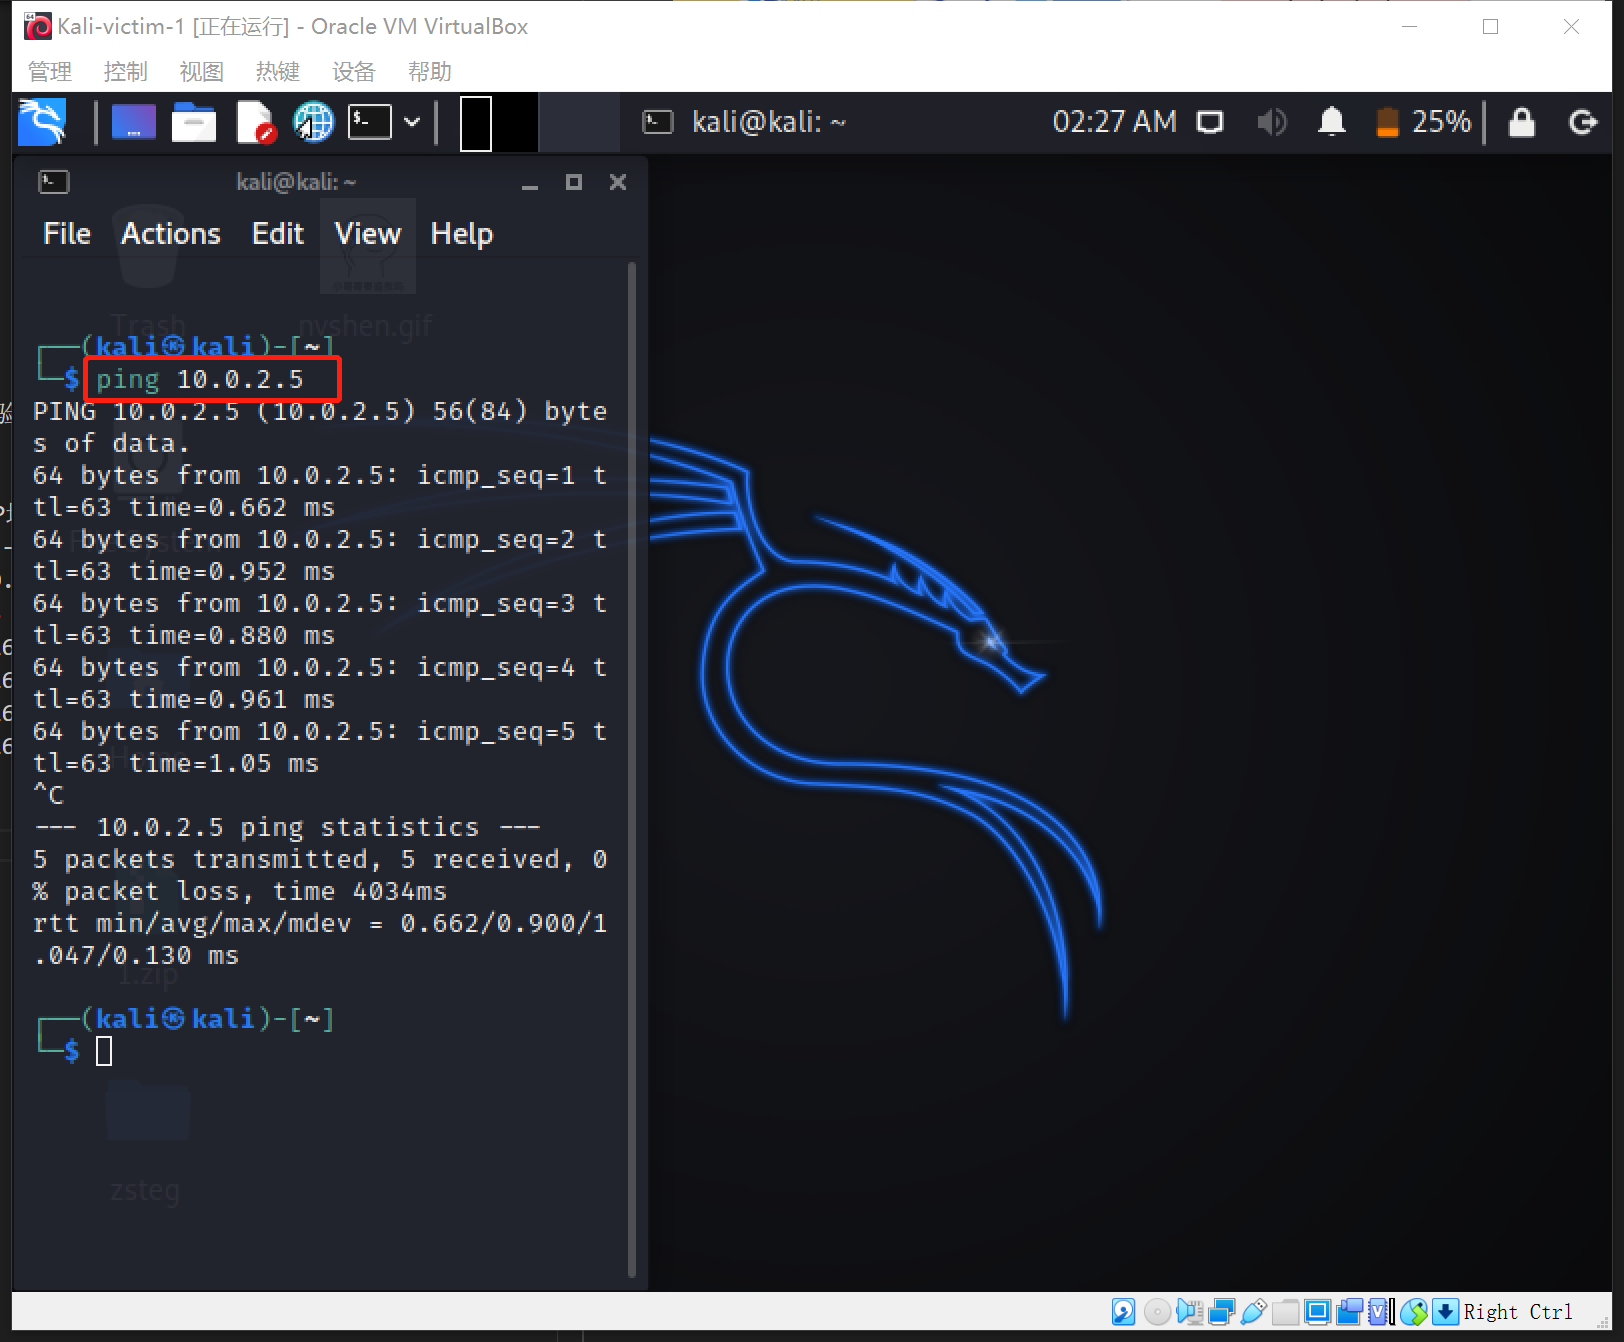 Kali-victim-1 [正在运行] - Oracle VM VirtualBox
管理 控制 视图 热键 设备 帮助
kali@kali: ~ 02:27 AM 25%
kali@kali: ~
File Actions Edit View Help
Trash nvshen.gif
┌──(kali㉿kali)-[~]
└─$ ping 10.0.2.5
PING 10.0.2.5 (10.0.2.5) 56(84) byte
s of data.
64 bytes from 10.0.2.5: icmp_seq=1 t
tl=63 time=0.662 ms
64 bytes from 10.0.2.5: icmp_seq=2 t
tl=63 time=0.952 ms
64 bytes from 10.0.2.5: icmp_seq=3 t
tl=63 time=0.880 ms
64 bytes from 10.0.2.5: icmp_seq=4 t
tl=63 time=0.961 ms
64 bytes from 10.0.2.5: icmp_seq=5 t
tl=63 time=1.05 ms
Home
^C
--- 10.0.2.5 ping statistics ---
5 packets transmitted, 5 received, 0
% packet loss, time 4034ms
rtt min/avg/max/mdev = 0.662/0.900/1
.047/0.130 ms
1.zip
┌──(kali㉿kali)-[~]
└─$
zsteg
Right Ctrl